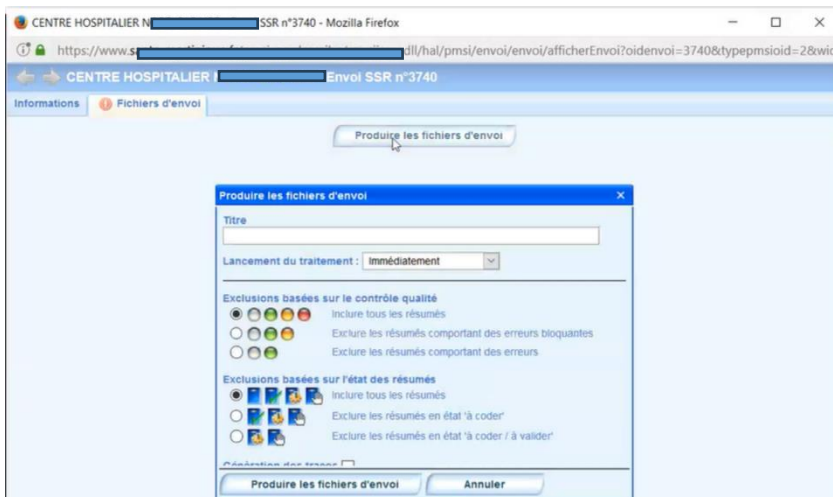 CENTRE HOSPITALIER N SSR n°3740 - Mozilla Firefox
https://www.s dll/hal/pmsi/envoi/envoi/afficherEnvoi?oidenvoi=3740&typepmsioid=2&wic
CENTRE HOSPITALIER Envoi SSR n°3740
Informations Fichiers d'envoi
Produire les fichiers d'envoi
Produire les fichiers d'envoi
Titre
Lancement du traitement : Immédiatement
Exclusions basées sur le contrôle qualité
Inclure tous les résumés
Exclure les résumés comportant des erreurs bloquantes
Exclure les résumés comportant des erreurs
Exclusions basées sur l'état des résumés
Inclure tous les résumés
Exclure les résumés en état 'à coder'
Exclure les résumés en état 'à coder / à valider'
Génération des traces
Produire les fichiers d'envoi Annuler